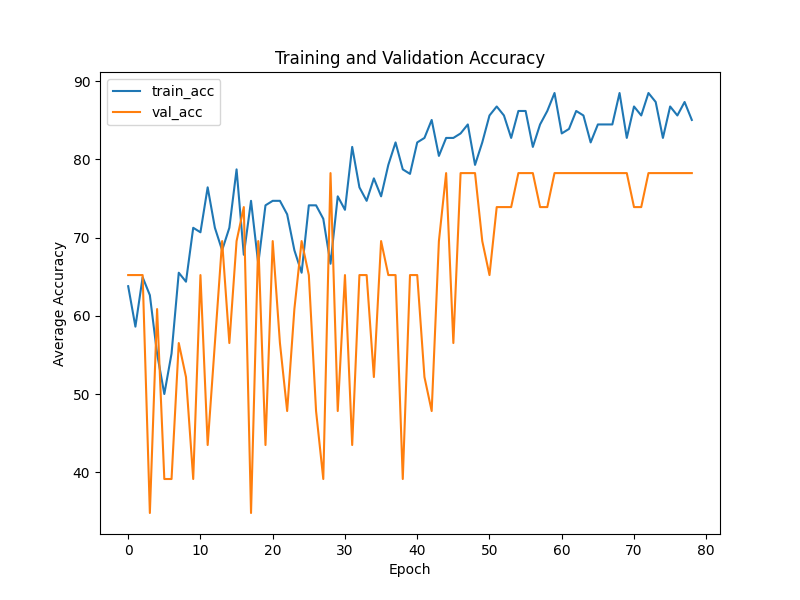 Training and Validation Accuracy
train_acc
val_acc
90
80
70
60
50
40
Average Accuracy
0 10 20 30 40 50 60 70 80
Epoch